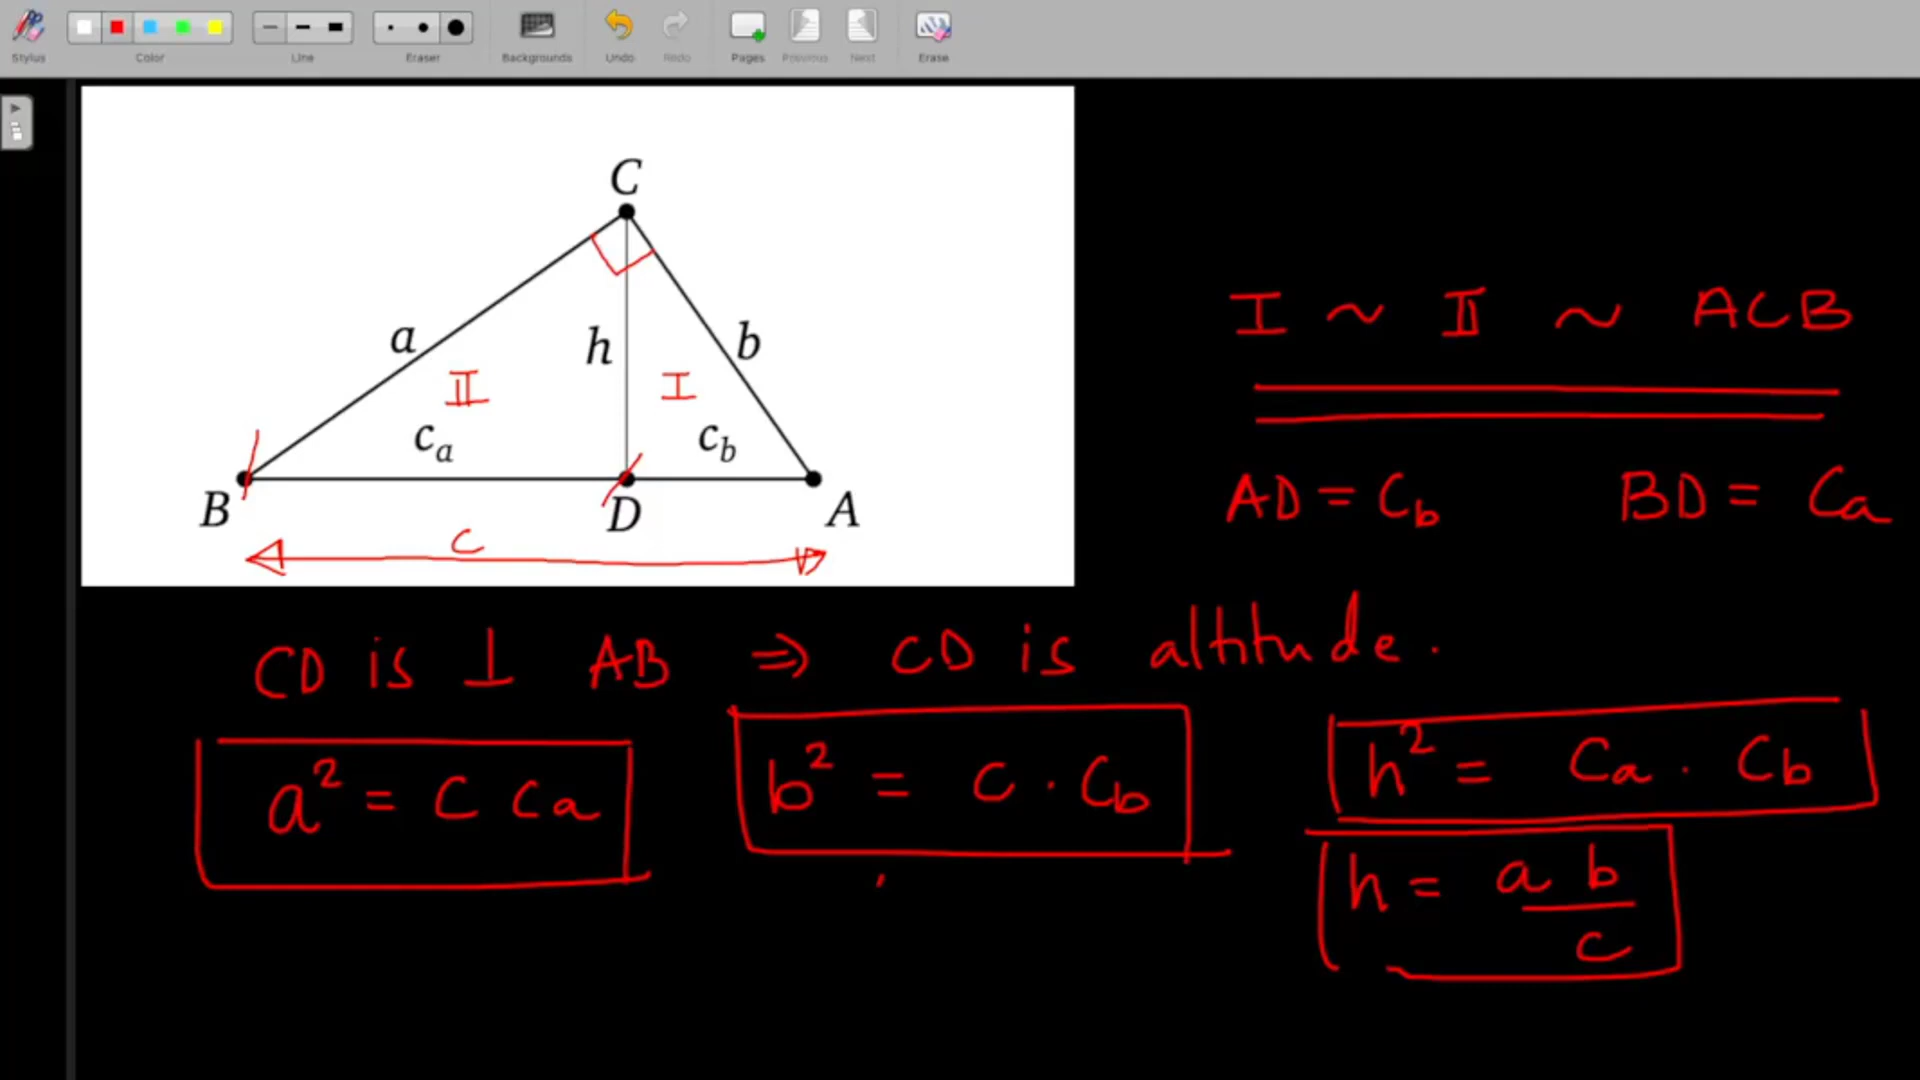 Stylus Color Line Eraser Backgrounds Undo Redo Pages Previous Next Erase
C
a h b
II I
c_a c_b
B D A
c
I ~ II ~ ACB
AD = C_b BD = C_a
CD is ⊥ AB ⇒ CD is altitude.
a² = C C_a
b² = C · C_b
h² = C_a · C_b
h = a b / c